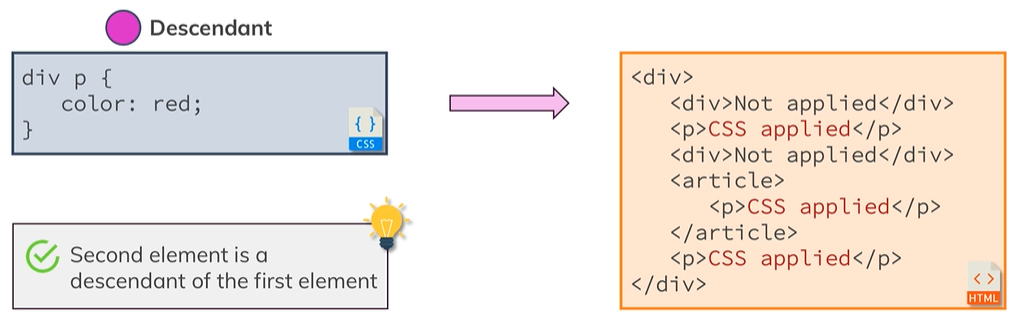 Descendant
div p {
   color: red;
}
{ }
CSS
Second element is a
descendant of the first element
<div>
   <div>Not applied</div>
   <p>CSS applied</p>
   <div>Not applied</div>
   <article>
      <p>CSS applied</p>
   </article>
   <p>CSS applied</p>
</div>
< >
HTML